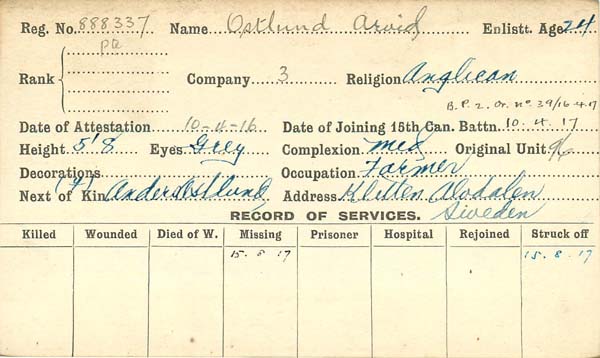 Reg. No. 888337 Name Ostlund Arvid Enlistt. Age 24
Pte
Rank Company 3 Religion Anglican
B.P. 2. Or. No. 39/16-4-17
Date of Attestation 10-4-16 Date of Joining 15th Can. Battn. 10.4.17
Height 5'8 Eyes Grey Complexion Med Original Unit
Decorations Occupation Farmer
Next of Kin (F) Anders Ostlund Address Klitten Alvdalen
Sweden
RECORD OF SERVICES.
Killed Wounded Died of W. Missing Prisoner Hospital Rejoined Struck off
15.8.17 15.8.17